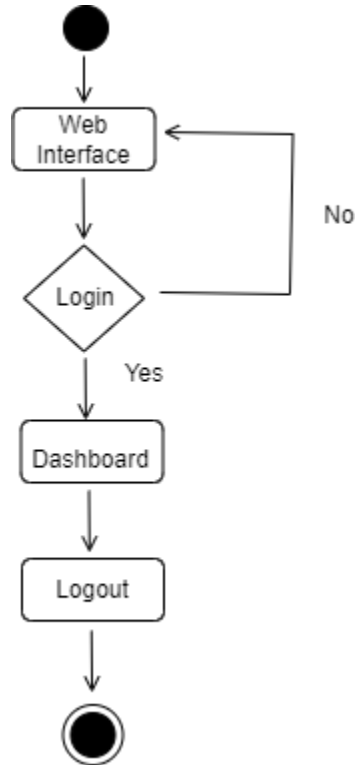 Web
Interface
No
Login
Yes
Dashboard
Logout